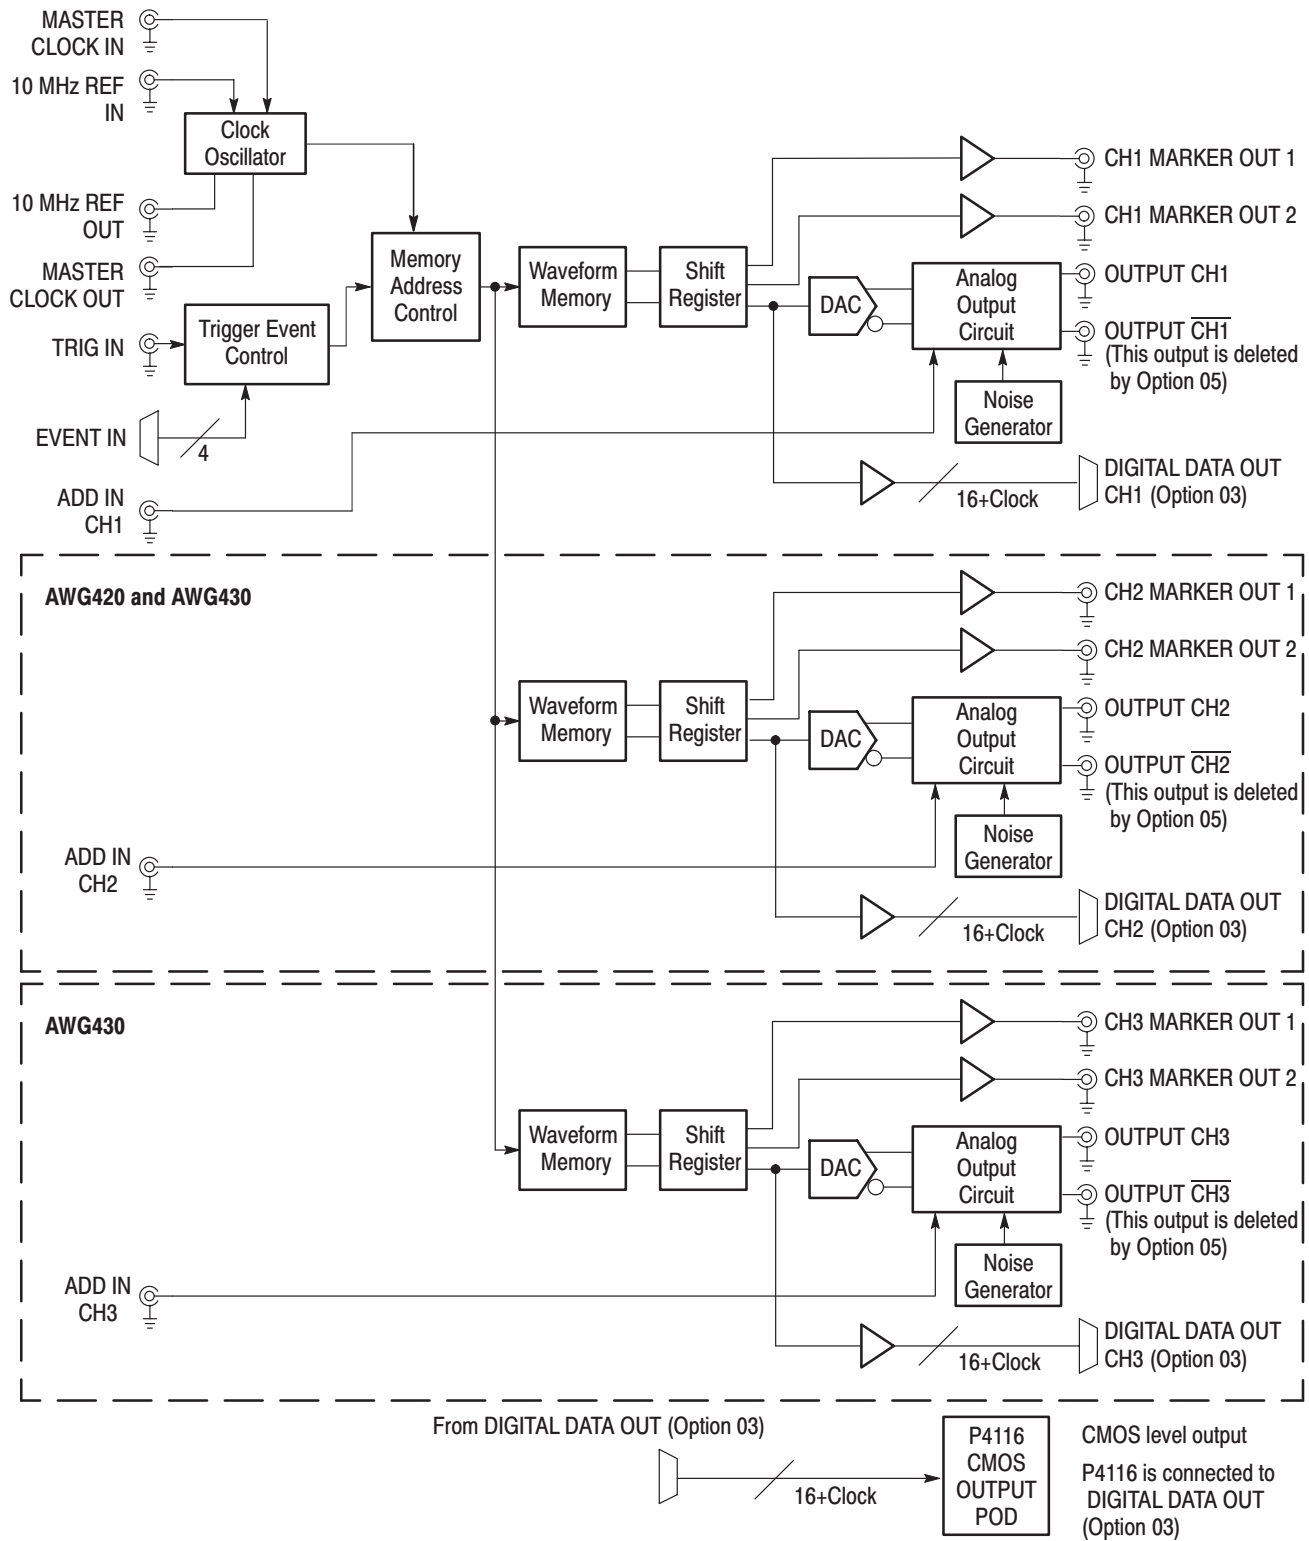 MASTER
CLOCK IN
10 MHz REF
IN
Clock
Oscillator
10 MHz REF
OUT
MASTER
CLOCK OUT
TRIG IN
Trigger Event
Control
EVENT IN
4
ADD IN
CH1
Memory
Address
Control
Waveform
Memory
Shift
Register
DAC
Analog
Output
Circuit
Noise
Generator
16+Clock
CH1 MARKER OUT 1
CH1 MARKER OUT 2
OUTPUT CH1
OUTPUT C̅H̅1̅
(This output is deleted
by Option 05)
DIGITAL DATA OUT
CH1 (Option 03)
AWG420 and AWG430
ADD IN
CH2
Waveform
Memory
Shift
Register
DAC
Analog
Output
Circuit
Noise
Generator
16+Clock
CH2 MARKER OUT 1
CH2 MARKER OUT 2
OUTPUT CH2
OUTPUT C̅H̅2̅
(This output is deleted
by Option 05)
DIGITAL DATA OUT
CH2 (Option 03)
AWG430
ADD IN
CH3
Waveform
Memory
Shift
Register
DAC
Analog
Output
Circuit
Noise
Generator
16+Clock
CH3 MARKER OUT 1
CH3 MARKER OUT 2
OUTPUT CH3
OUTPUT C̅H̅3̅
(This output is deleted
by Option 05)
DIGITAL DATA OUT
CH3 (Option 03)
From DIGITAL DATA OUT (Option 03)
16+Clock
P4116
CMOS
OUTPUT
POD
CMOS level output
P4116 is connected to
DIGITAL DATA OUT
(Option 03)